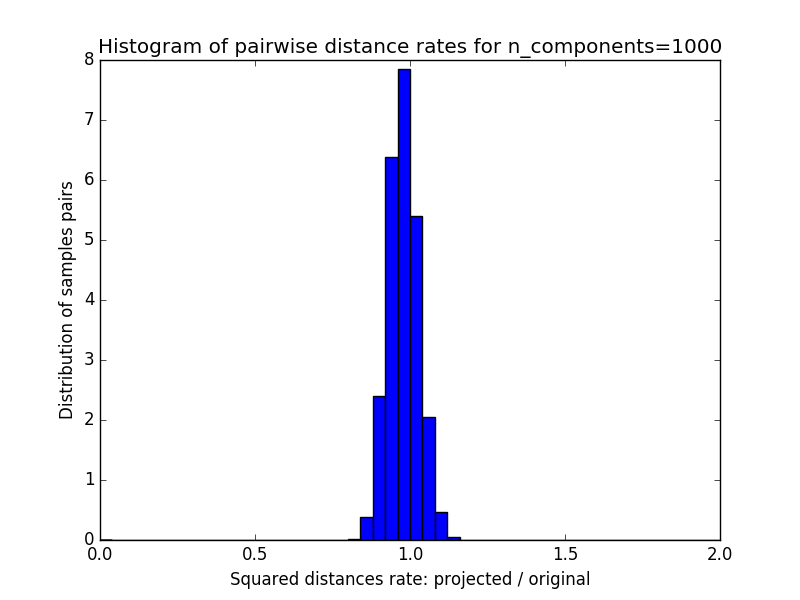 Histogram of pairwise distance rates for n_components=1000
8
7
6
5
4
3
2
1
0
Distribution of samples pairs
0.0 0.5 1.0 1.5 2.0
Squared distances rate: projected / original